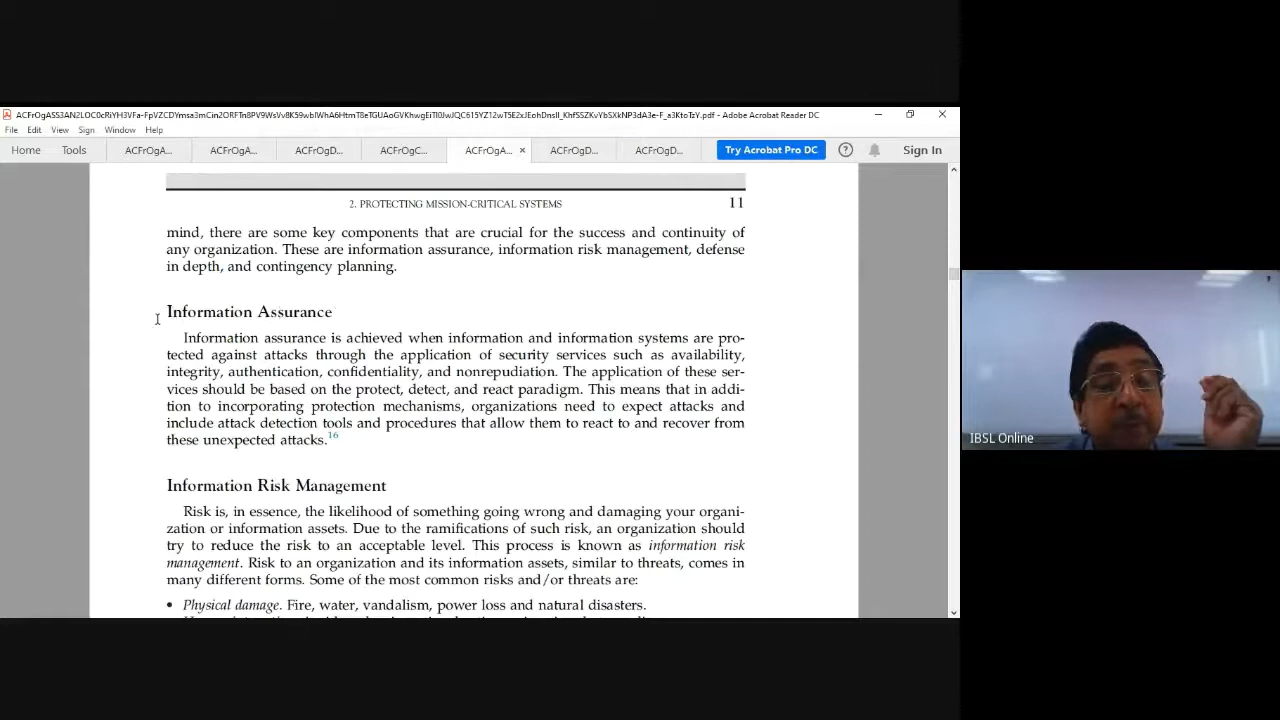 ACFrOgASS3AN2LOC0cRiYH3VFa-FpVZCDYmsa3mCin2ORFTn8PV9WsVv8K59wbIWhA6HtmT8eTGUAoGVKhwgEiTl0JwJQC615YZ12wT5E2xJEohDnsII_KhfSSZKvYbSXkNP3dA3e-F_a3KtoTzY.pdf - Adobe Acrobat Reader DC
File Edit View Sign Window Help
Home Tools ACFrOgA... ACFrOgA... ACFrOgD... ACFrOgC... ACFrOgA... × ACFrOgD... ACFrOgD... Try Acrobat Pro DC ? Sign In
2. PROTECTING MISSION-CRITICAL SYSTEMS 11
mind, there are some key components that are crucial for the success and continuity of
any organization. These are information assurance, information risk management, defense
in depth, and contingency planning.
Information Assurance
Information assurance is achieved when information and information systems are pro-
tected against attacks through the application of security services such as availability,
integrity, authentication, confidentiality, and nonrepudiation. The application of these ser-
vices should be based on the protect, detect, and react paradigm. This means that in addi-
tion to incorporating protection mechanisms, organizations need to expect attacks and
include attack detection tools and procedures that allow them to react to and recover from
these unexpected attacks.16
Information Risk Management
Risk is, in essence, the likelihood of something going wrong and damaging your organi-
zation or information assets. Due to the ramifications of such risk, an organization should
try to reduce the risk to an acceptable level. This process is known as information risk
management. Risk to an organization and its information assets, similar to threats, comes in
many different forms. Some of the most common risks and/or threats are:
• Physical damage. Fire, water, vandalism, power loss and natural disasters.
IBSL Online